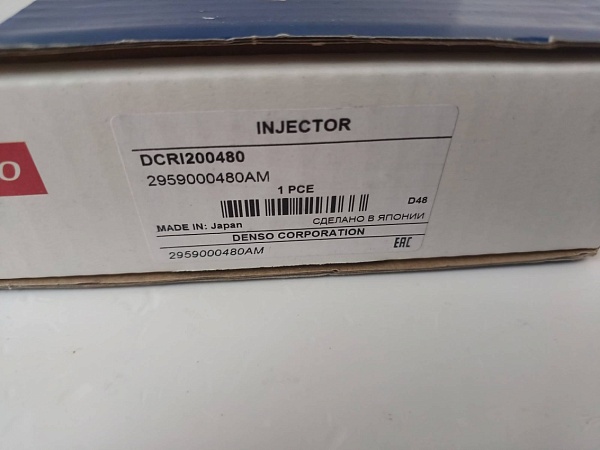 O
INJECTOR
DCRI200480
2959000480AM
1 PCE
D48
MADE IN: Japan СДЕЛАНО В ЯПОНИИ
DENSO CORPORATION
2959000480AM EAC